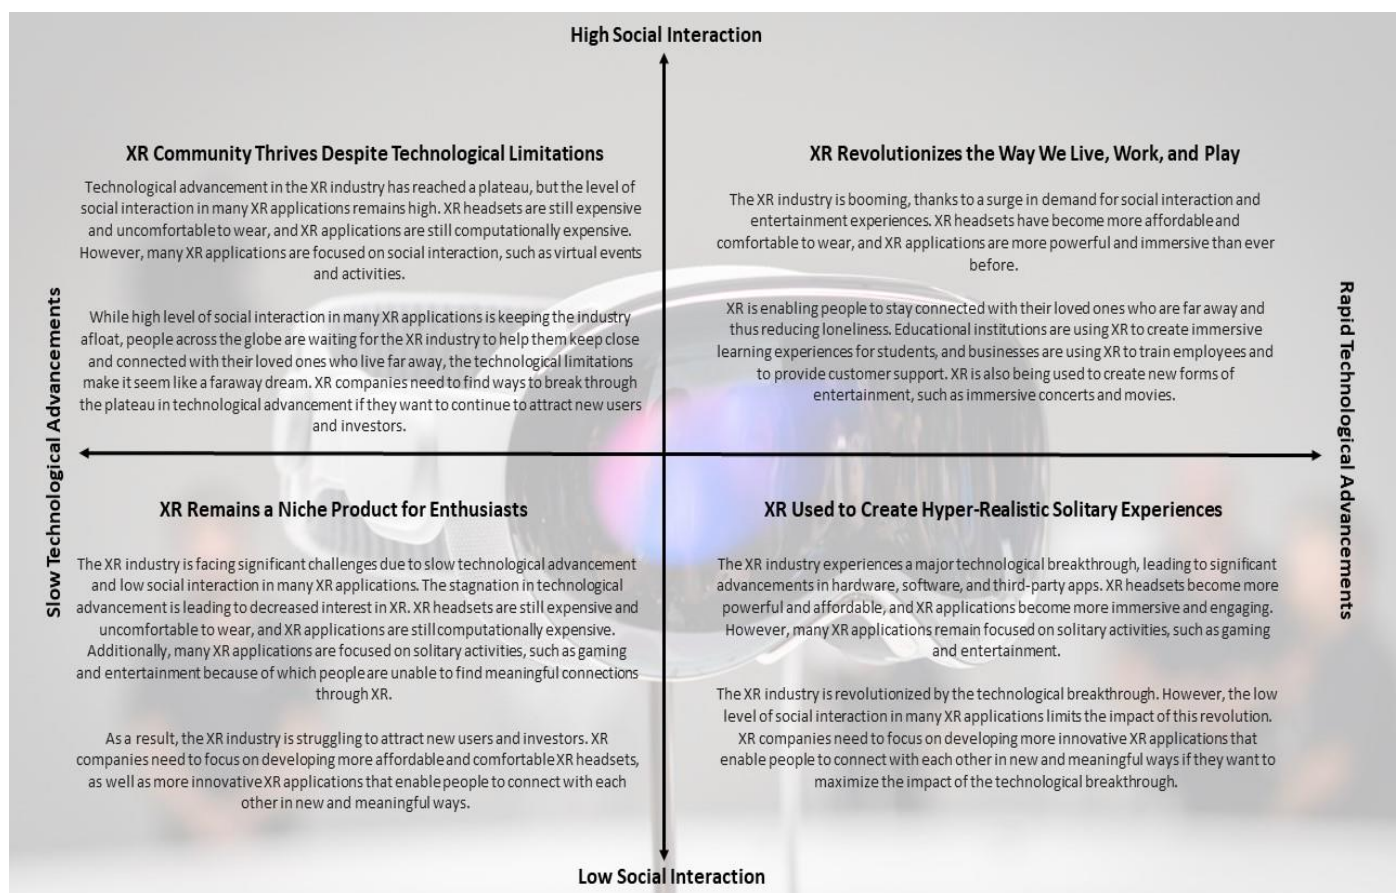 High Social Interaction
XR Community Thrives Despite Technological Limitations
Technological advancement in the XR industry has reached a plateau, but the level of
social interaction in many XR applications remains high. XR headsets are still expensive
and uncomfortable to wear, and XR applications are still computationally expensive.
However, many XR applications are focused on social interaction, such as virtual events
and activities.
While high level of social interaction in many XR applications is keeping the industry
afloat, people across the globe are waiting for the XR industry to help them keep close
and connected with their loved ones who live far away, the technological limitations
make it seem like a faraway dream. XR companies need to find ways to break through
the plateau in technological advancement if they want to continue to attract new users
and investors.
XR Revolutionizes the Way We Live, Work, and Play
The XR industry is booming, thanks to a surge in demand for social interaction and
entertainment experiences. XR headsets have become more affordable and
comfortable to wear, and XR applications are more powerful and immersive than ever
before.
XR is enabling people to stay connected with their loved ones who are far away and
thus reducing loneliness. Educational institutions are using XR to create immersive
learning experiences for students, and businesses are using XR to train employees and
to provide customer support. XR is also being used to create new forms of
entertainment, such as immersive concerts and movies.
Slow Technological Advancements
Rapid Technological Advancements
XR Remains a Niche Product for Enthusiasts
The XR industry is facing significant challenges due to slow technological advancement
and low social interaction in many XR applications. The stagnation in technological
advancement is leading to decreased interest in XR. XR headsets are still expensive and
uncomfortable to wear, and XR applications are still computationally expensive.
Additionally, many XR applications are focused on solitary activities, such as gaming
and entertainment because of which people are unable to find meaningful connections
through XR.
As a result, the XR industry is struggling to attract new users and investors. XR
companies need to focus on developing more affordable and comfortable XR headsets,
as well as more innovative XR applications that enable people to connect with each
other in new and meaningful ways.
XR Used to Create Hyper-Realistic Solitary Experiences
The XR industry experiences a major technological breakthrough, leading to significant
advancements in hardware, software, and third-party apps. XR headsets become more
powerful and affordable, and XR applications become more immersive and engaging.
However, many XR applications remain focused on solitary activities, such as gaming
and entertainment.
The XR industry is revolutionized by the technological breakthrough. However, the low
level of social interaction in many XR applications limits the impact of this revolution.
XR companies need to focus on developing more innovative XR applications that
enable people to connect with each other in new and meaningful ways if they want to
maximize the impact of the technological breakthrough.
Low Social Interaction